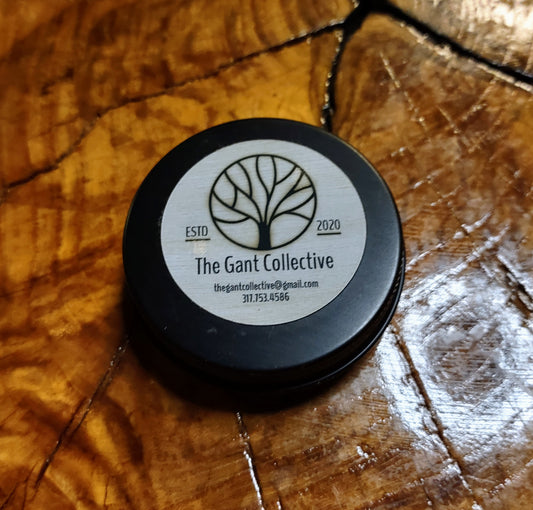 ESTD 2020
The Gant Collective
thegantcollective@gmail.com
317.753.4586